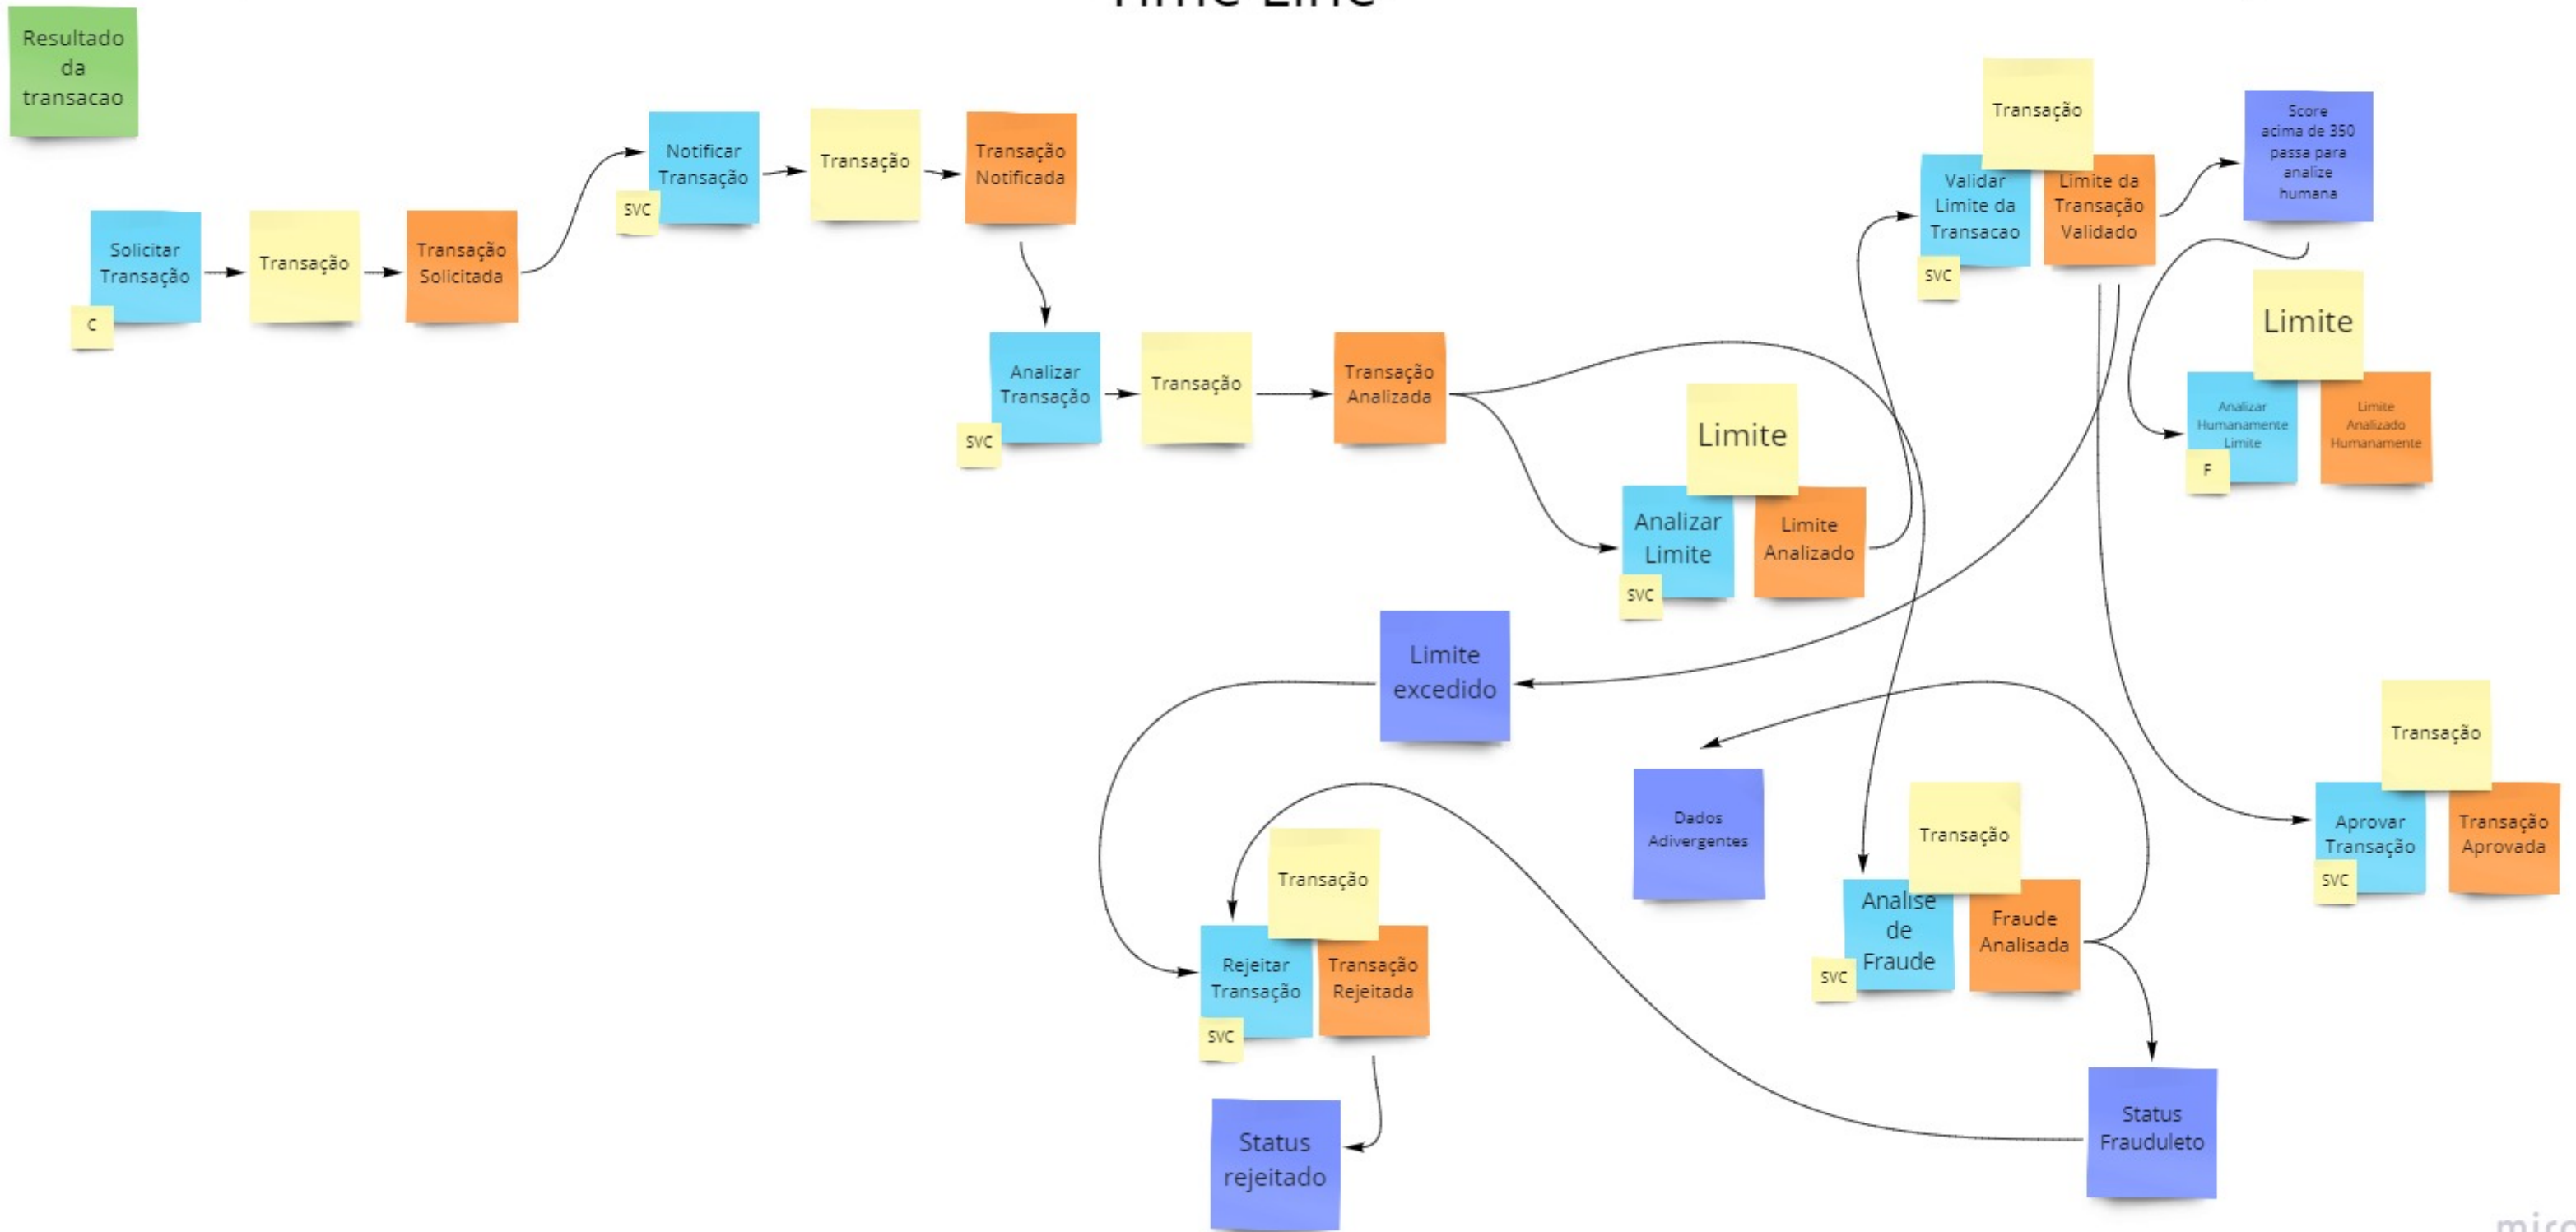 Time Line
Resultado
da
transacao
Solicitar
Transação
C
Transação
Transação
Solicitada
Notificar
Transação
SVC
Transação
Transação
Notificada
Analizar
Transação
SVC
Transação
Transação
Analizada
Limite
Analizar
Limite
SVC
Limite
Analizado
Transação
Validar
Limite da
Transacao
SVC
Limite da
Transação
Validado
Score
acima de 350
passa para
analize
humana
Limite
Analizar
Humanamente
Limite
F
Limite
Analizado
Humanamente
Limite
excedido
Dados
Adivergentes
Transação
Rejeitar
Transação
SVC
Transação
Rejeitada
Status
rejeitado
Transação
Analise
de
Fraude
SVC
Fraude
Analisada
Status
Frauduleto
Transação
Aprovar
Transação
SVC
Transação
Aprovada